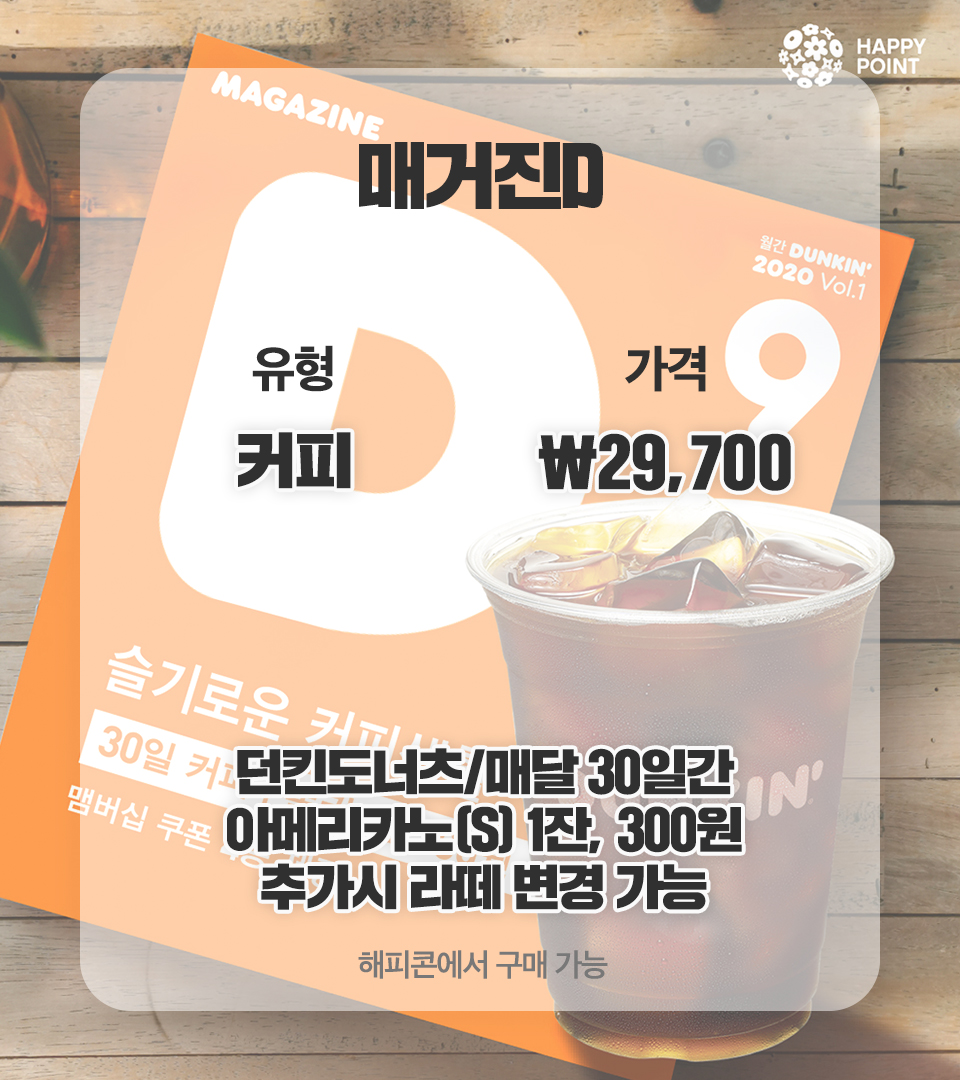 HAPPY
POINT
MAGAZINE
매거진D
월간 DUNKIN'
2020 Vol.1
D
9
유형
가격
커피
₩29,700
슬기로운 커피
30일 커피
맴버십 쿠폰
던킨도너츠/매달 30일간
아메리카노(S) 1잔, 300원
추가시 라떼 변경 가능
해피콘에서 구매 가능